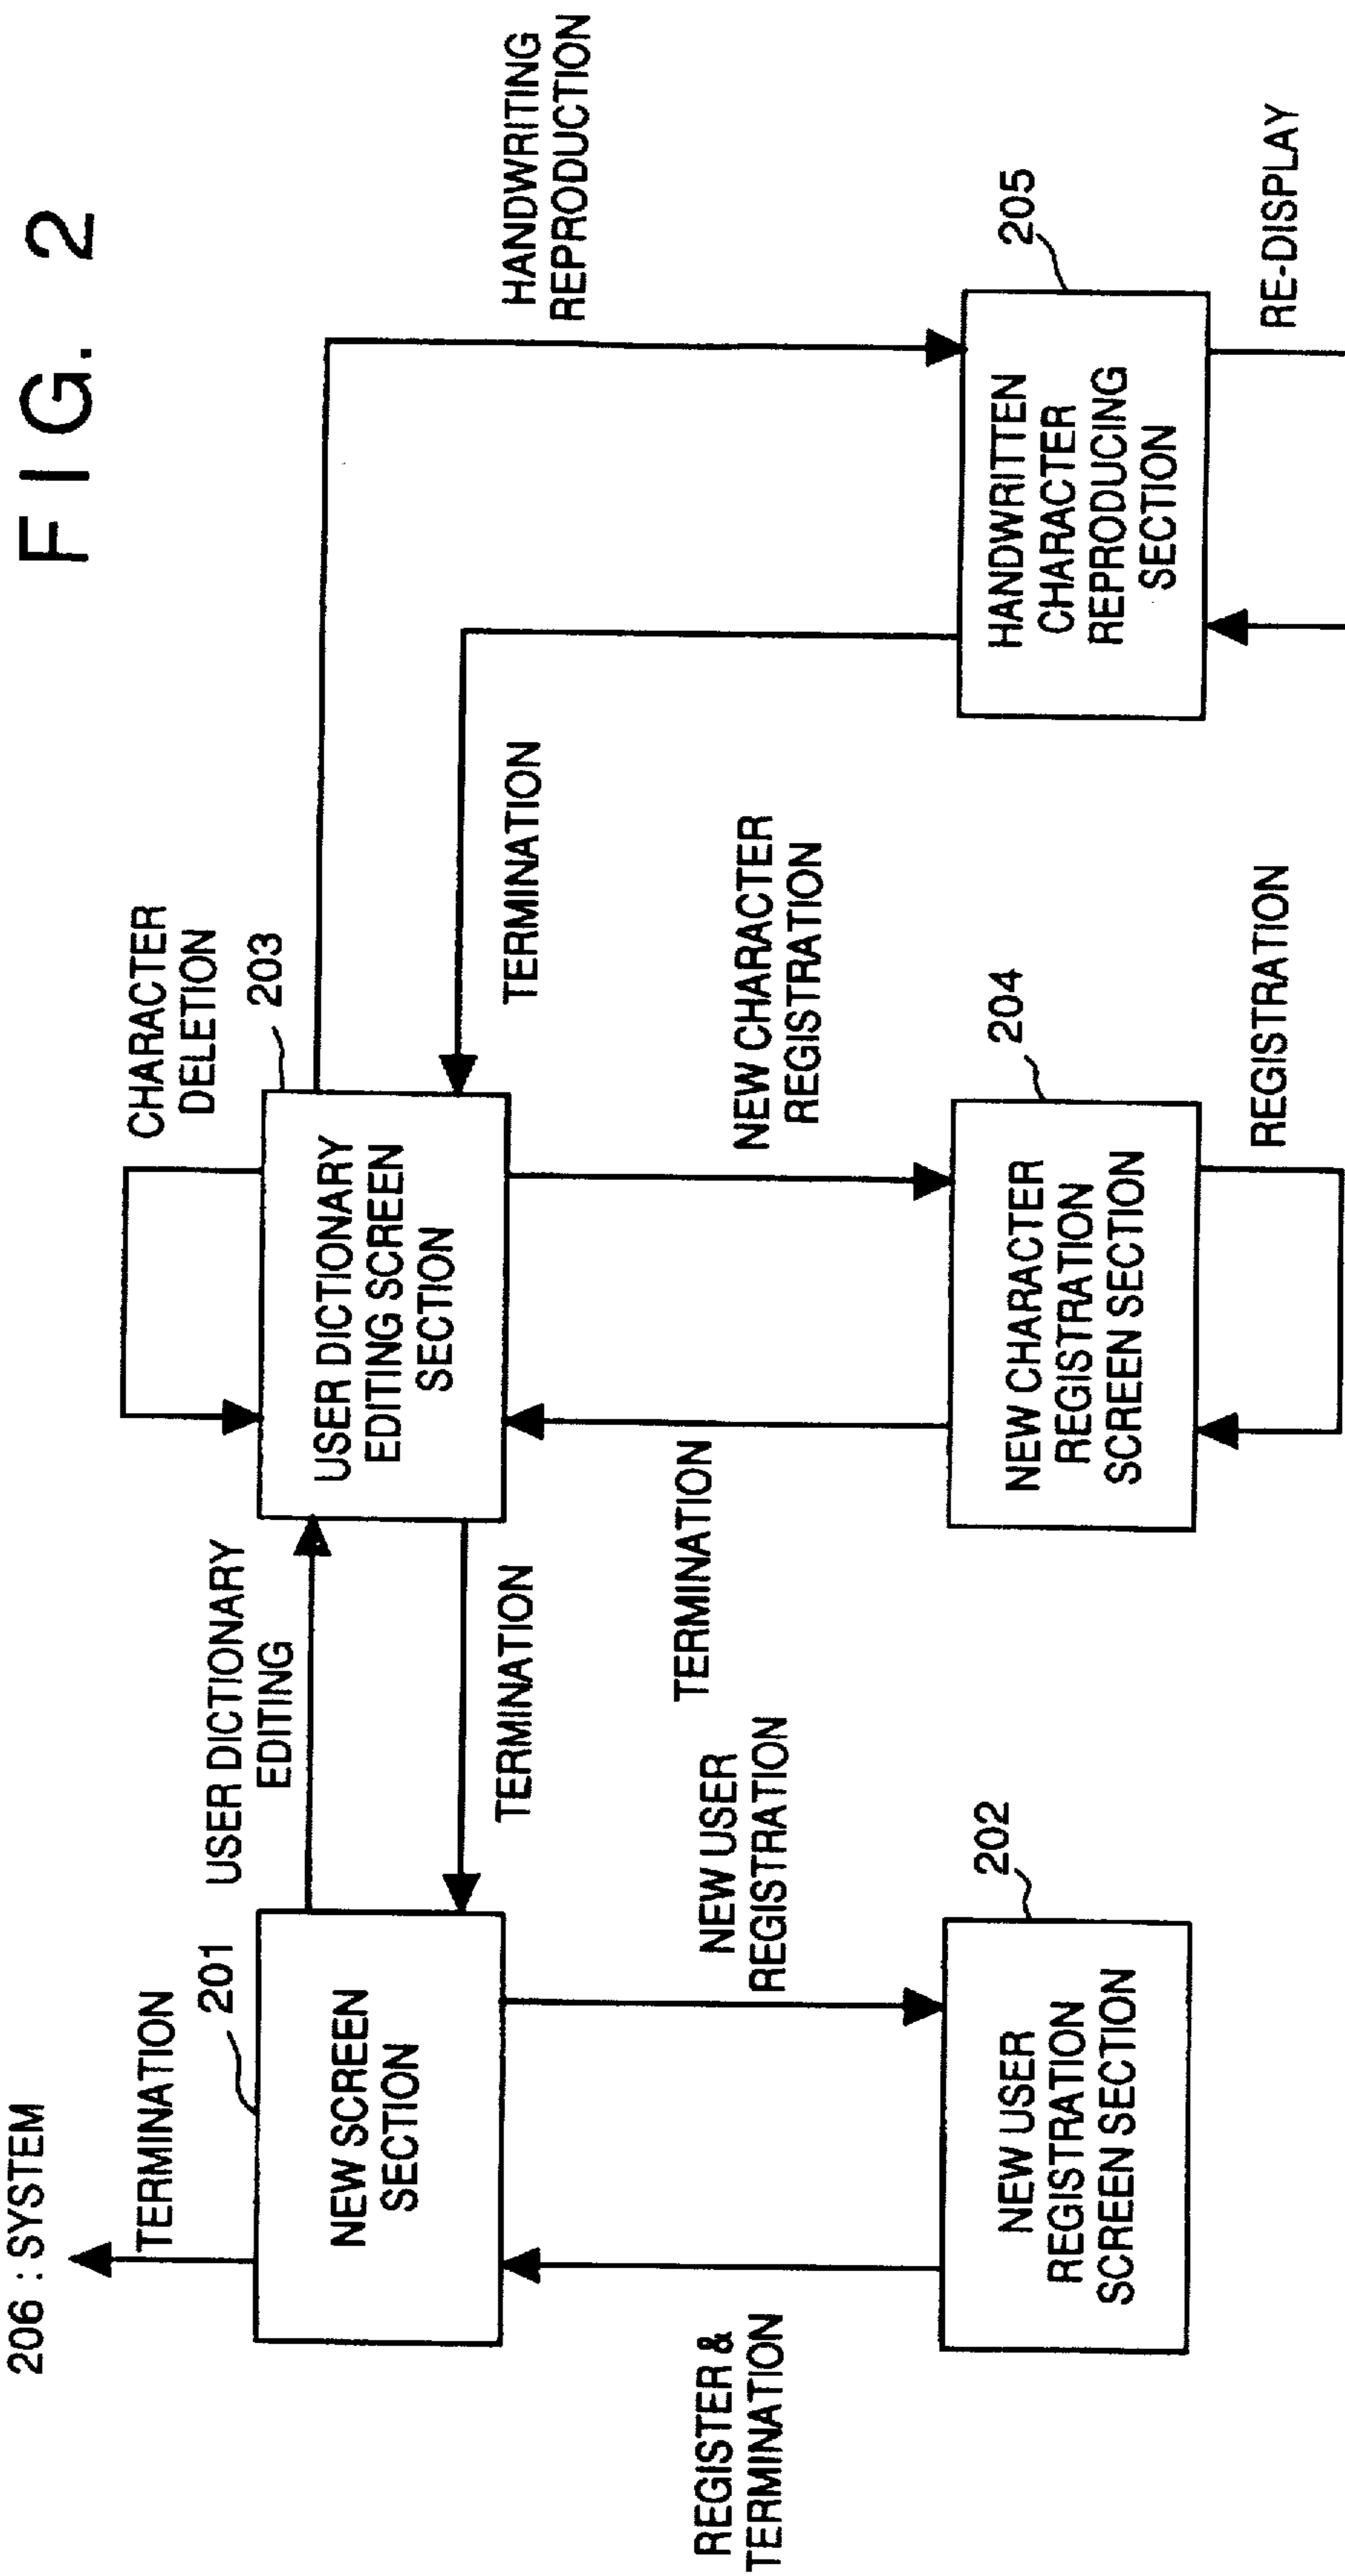 FIG. 2
206 : SYSTEM
TERMINATION
201
NEW SCREEN
SECTION
USER DICTIONARY
EDITING
TERMINATION
CHARACTER
DELETION
203
USER DICTIONARY
EDITING SCREEN
SECTION
HANDWRITING
REPRODUCTION
TERMINATION
REGISTER &
TERMINATION
NEW USER
REGISTRATION
202
NEW USER
REGISTRATION
SCREEN SECTION
TERMINATION
NEW CHARACTER
REGISTRATION
204
NEW CHARACTER
REGISTRATION
SCREEN SECTION
REGISTRATION
205
HANDWRITTEN
CHARACTER
REPRODUCING
SECTION
RE-DISPLAY